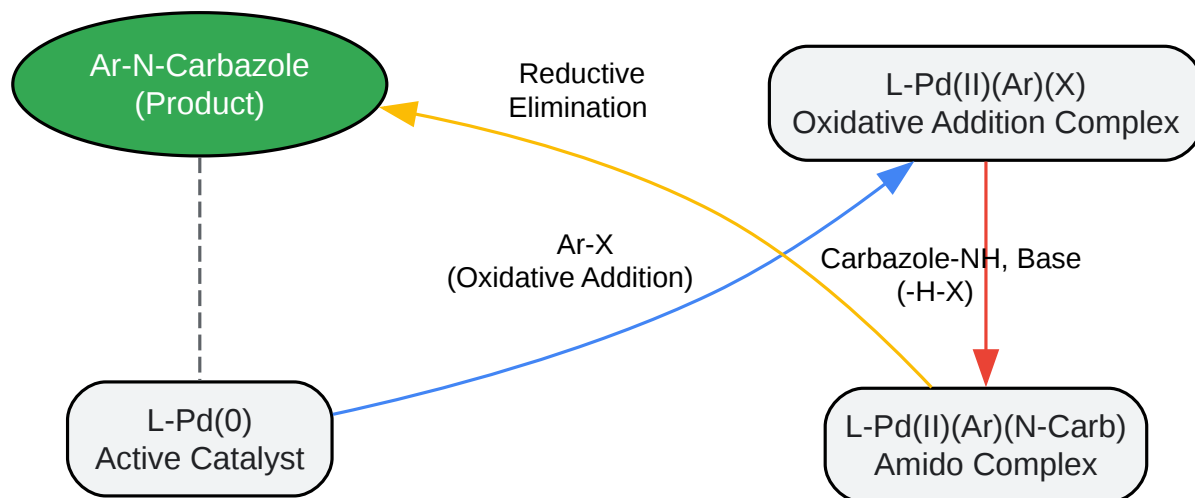 Ar-N-Carbazole
(Product)
Reductive
Elimination
L-Pd(II)(Ar)(X)
Oxidative Addition Complex
Ar-X
(Oxidative Addition)
Carbazole-NH, Base
(-H-X)
L-Pd(0)
Active Catalyst
L-Pd(II)(Ar)(N-Carb)
Amido Complex